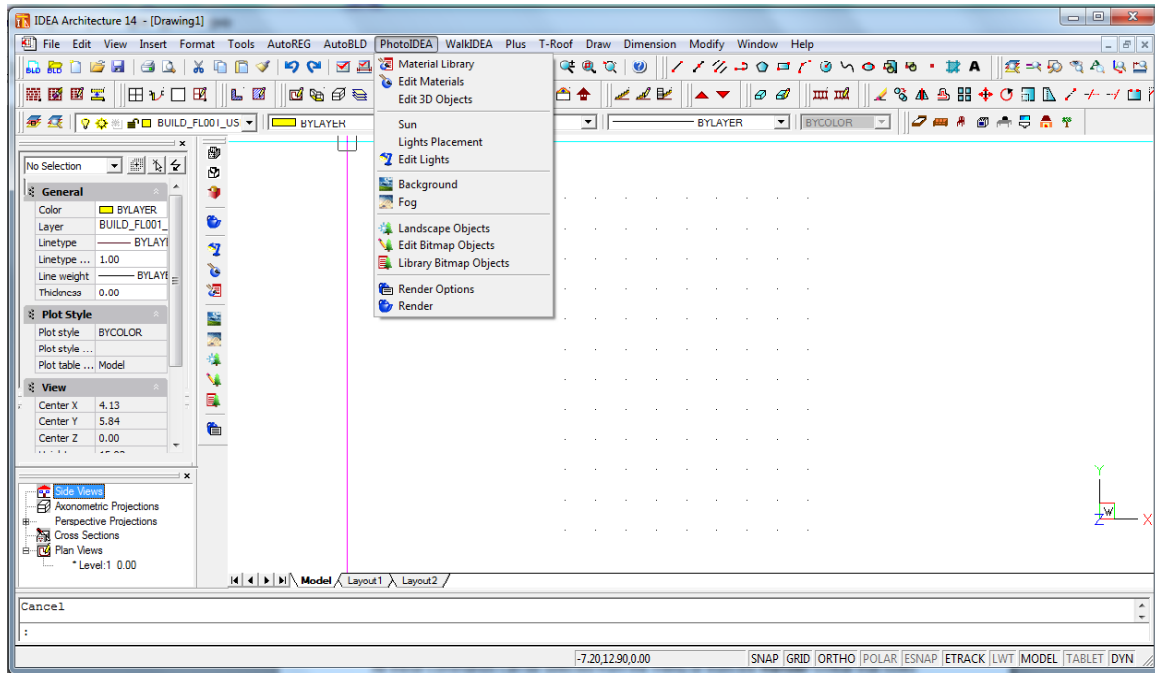 IDEA Architecture 14 - [Drawing1]
File Edit View Insert Format Tools AutoREG AutoBLD PhotoIDEA WalkIDEA Plus T-Roof Draw Dimension Modify Window Help
BLD BLD
Material Library
Edit Materials
Edit 3D Objects
Sun
Lights Placement
Edit Lights
Background
Fog
Landscape Objects
Edit Bitmap Objects
Library Bitmap Objects
Render Options
Render
BUILD_FL001_US BYLAYER BYLAYER BYCOLOR
No Selection
General
Color BYLAYER
Layer BUILD_FL001_
Linetype BYLAYE
Linetype ... 1.00
Line weight BYLAYE
Thickness 0.00
Plot Style
Plot style BYCOLOR
Plot style ...
Plot table ... Model
View
Center X 4.13
Center Y 5.84
Center Z 0.00
Side Views
Axonometric Projections
Perspective Projections
Cross Sections
Plan Views
* Level:1 0.00
Y
W
Z X
Model Layout1 Layout2
Cancel
:
-7.20,12.90,0.00 SNAP GRID ORTHO POLAR ESNAP ETRACK LWT MODEL TABLET DYN